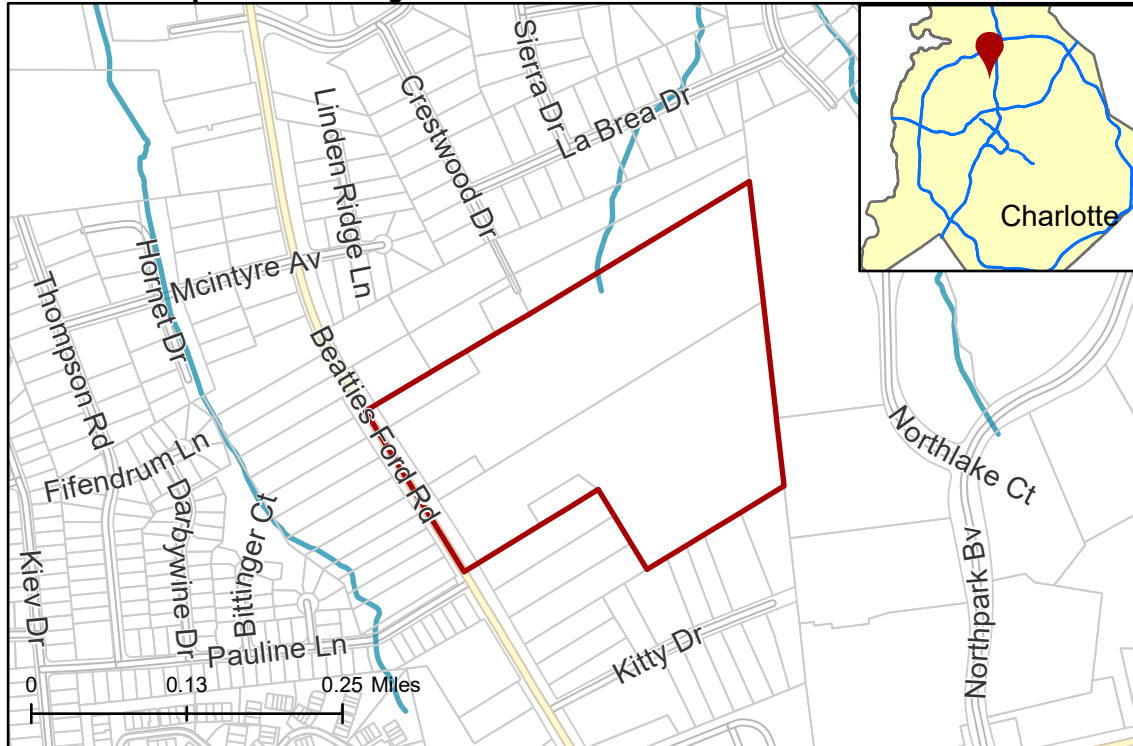 Sierra Dr
Crestwood Dr
La Brea Dr
Linden Ridge Ln
Charlotte
Hornet Dr
Mcintyre Av
Thompson Rd
Beatties Ford Rd
Fifendrum Ln
Darbywine Dr
Bittinger Ct
Northlake Ct
Kiev Dr
Northpark Bv
Pauline Ln
Kitty Dr
0 0.13 0.25 Miles